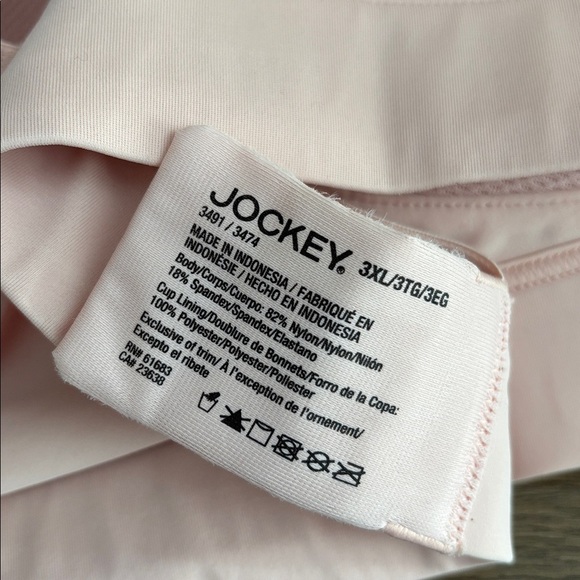 JOCKEY® 3XL/3TG/3EG
3491 / 3474
MADE IN INDONESIA / FABRIQUÉ EN
INDONÉSIE / HECHO EN INDONESIA
Body/Corps/Cuerpo: 82% Nylon/Nylon/Nilón
18% Spandex/Spandex/Elastano
Cup Lining/Doublure de Bonnets/Forro de la Copa:
100% Polyester/Polyester/Poliester
Exclusive of trim/ À l'exception de l'ornement/
Excepto el ribete
RN# 61683
CA# 23638